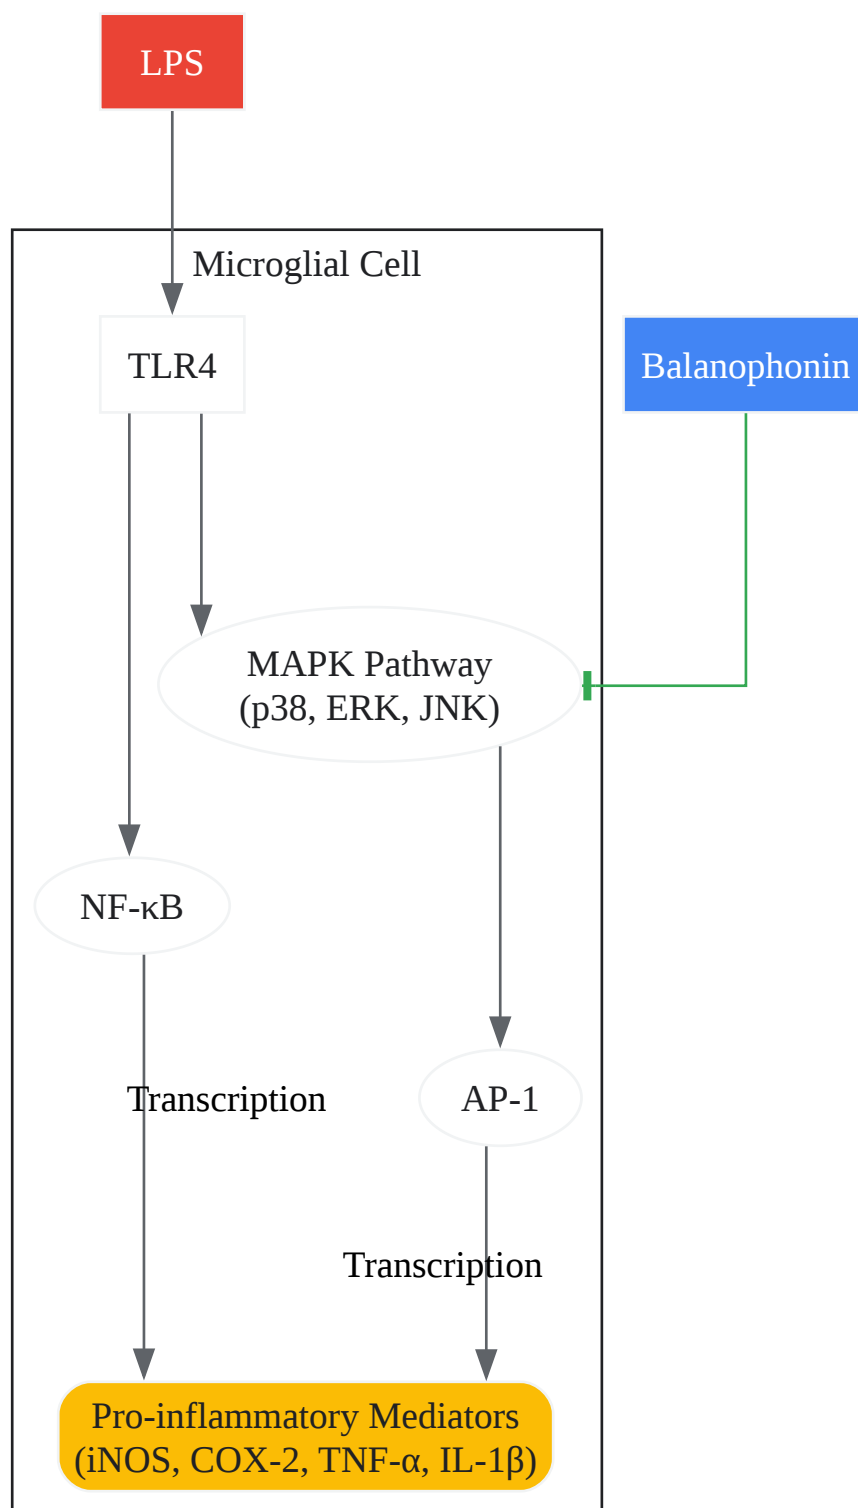 LPS
Microglial Cell
TLR4
Balanophonin
MAPK Pathway
(p38, ERK, JNK)
NF-κB
Transcription
AP-1
Transcription
Pro-inflammatory Mediators
(iNOS, COX-2, TNF-α, IL-1β)